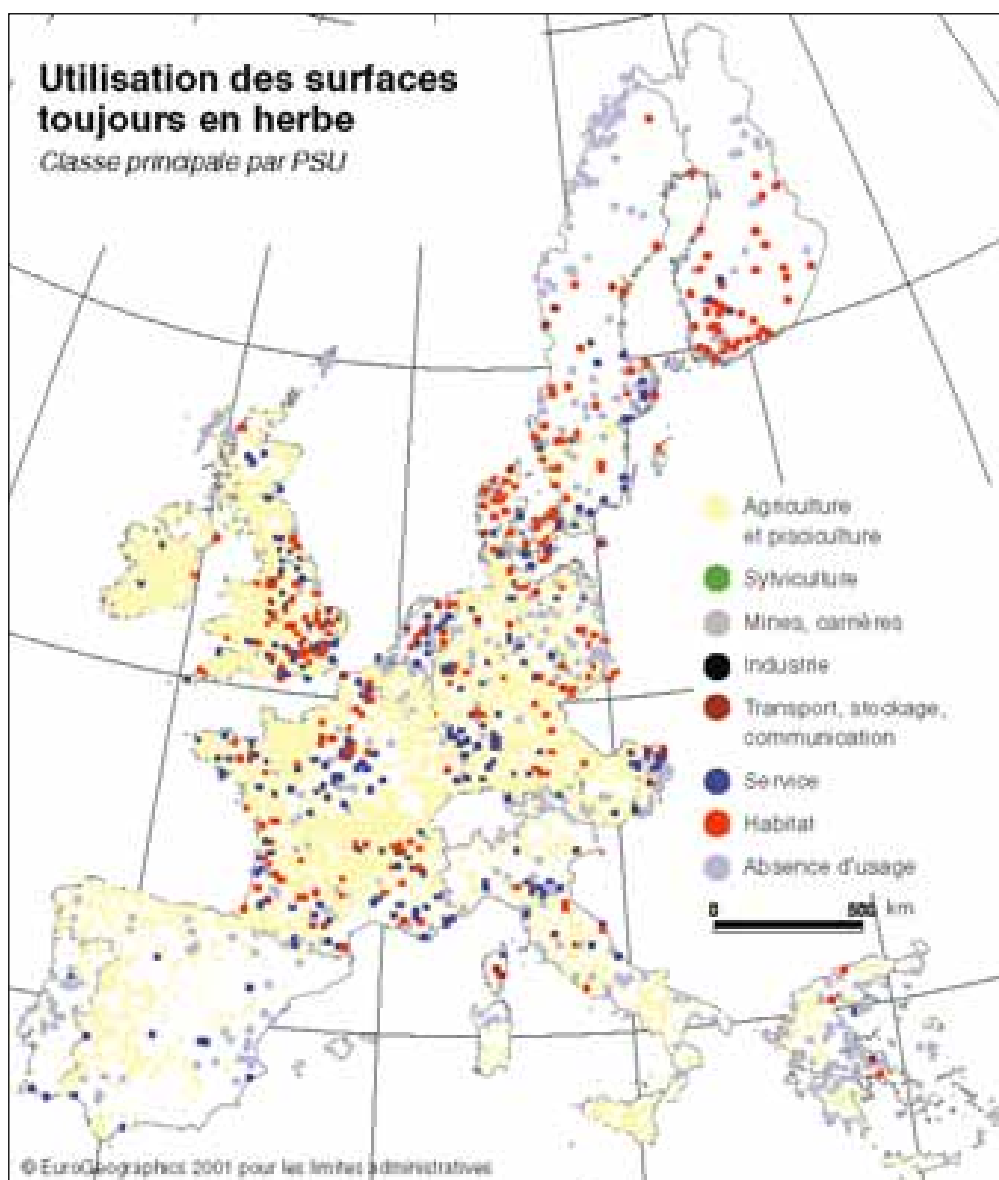 Utilisation des surfaces
toujours en herbe
Classe principale par PSU
Agriculture
et pisciculture
Sylviculture
Mines, carrières
Industrie
Transport, stockage,
communication
Service
Habitat
Absence d'usage
0 500 km
© EuroGeographics 2001 pour les limites administratives